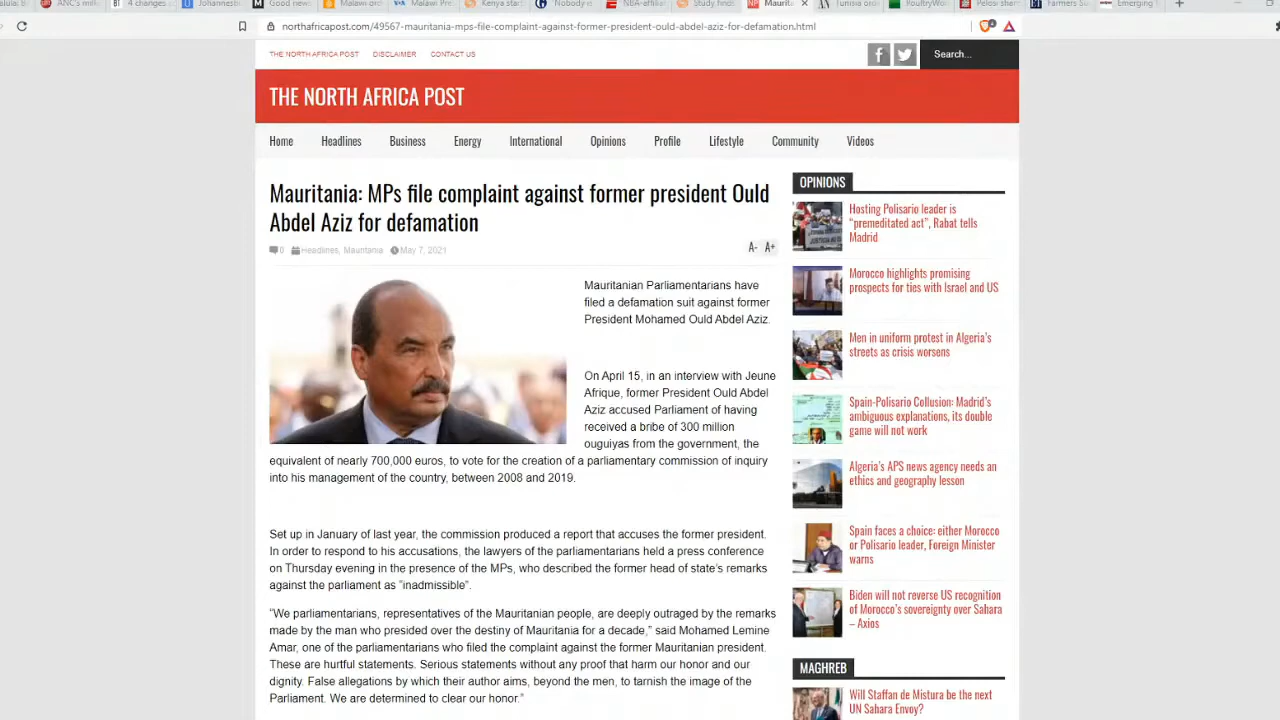 northafricapost.com/49567-mauritania-mps-file-complaint-against-former-president-ould-abdel-aziz-for-defamation.html
THE NORTH AFRICA POST
DISCLAIMER
CONTACT US
Search...
THE NORTH AFRICA POST
Home
Headlines
Business
Energy
International
Opinions
Profile
Lifestyle
Community
Videos
Mauritania: MPs file complaint against former president Ould
Abdel Aziz for defamation
0 Headlines, Mauritania May 7, 2021
A- A+
Mauritanian Parliamentarians have
filed a defamation suit against former
President Mohamed Ould Abdel Aziz.
On April 15, in an interview with Jeune
Afrique, former President Ould Abdel
Aziz accused Parliament of having
received a bribe of 300 million
ouguiyas from the government, the
equivalent of nearly 700,000 euros, to vote for the creation of a parliamentary commission of inquiry
into his management of the country, between 2008 and 2019.
Set up in January of last year, the commission produced a report that accuses the former president.
In order to respond to his accusations, the lawyers of the parliamentarians held a press conference
on Thursday evening in the presence of the MPs, who described the former head of state’s remarks
against the parliament as “inadmissible”.
“We parliamentarians, representatives of the Mauritanian people, are deeply outraged by the remarks
made by the man who presided over the destiny of Mauritania for a decade,” said Mohamed Lemine
Amar, one of the parliamentarians who filed the complaint against the former Mauritanian president.
These are hurtful statements. Serious statements without any proof that harm our honor and our
dignity. False allegations by which their author aims, beyond the men, to tarnish the image of the
Parliament. We are determined to clear our honor.”
OPINIONS
Hosting Polisario leader is
“premeditated act”, Rabat tells
Madrid
Morocco highlights promising
prospects for ties with Israel and US
Men in uniform protest in Algeria’s
streets as crisis worsens
Spain-Polisario Collusion: Madrid’s
ambiguous explanations, its double
game will not work
Algeria’s APS news agency needs an
ethics and geography lesson
Spain faces a choice: either Morocco
or Polisario leader, Foreign Minister
warns
Biden will not reverse US recognition
of Morocco’s sovereignty over Sahara
– Axios
MAGHREB
Will Staffan de Mistura be the next
UN Sahara Envoy?